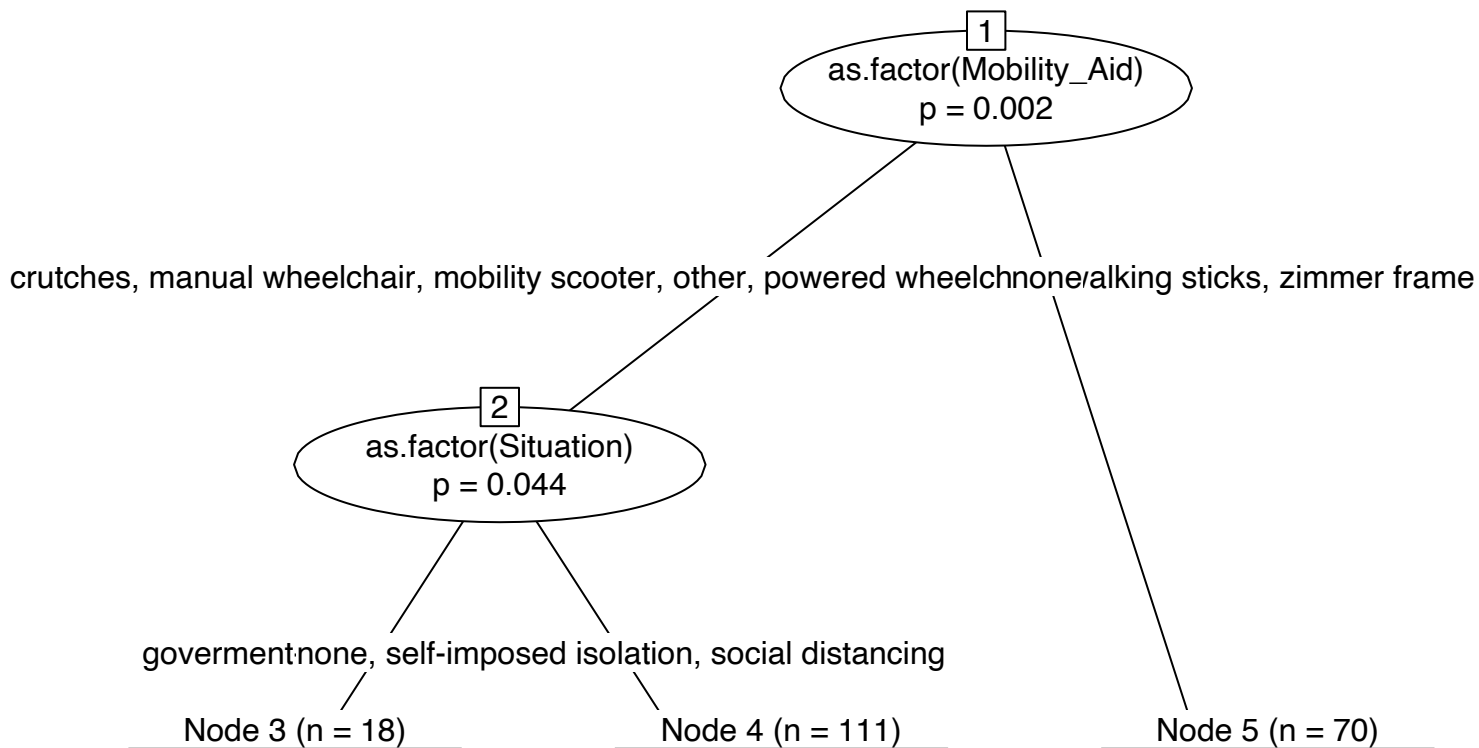 1
as.factor(Mobility_Aid)
p = 0.002
crutches, manual wheelchair, mobility scooter, other, powered wheelch
none
alking sticks, zimmer frame
2
as.factor(Situation)
p = 0.044
goverment
none, self-imposed isolation, social distancing
Node 3 (n = 18)
Node 4 (n = 111)
Node 5 (n = 70)